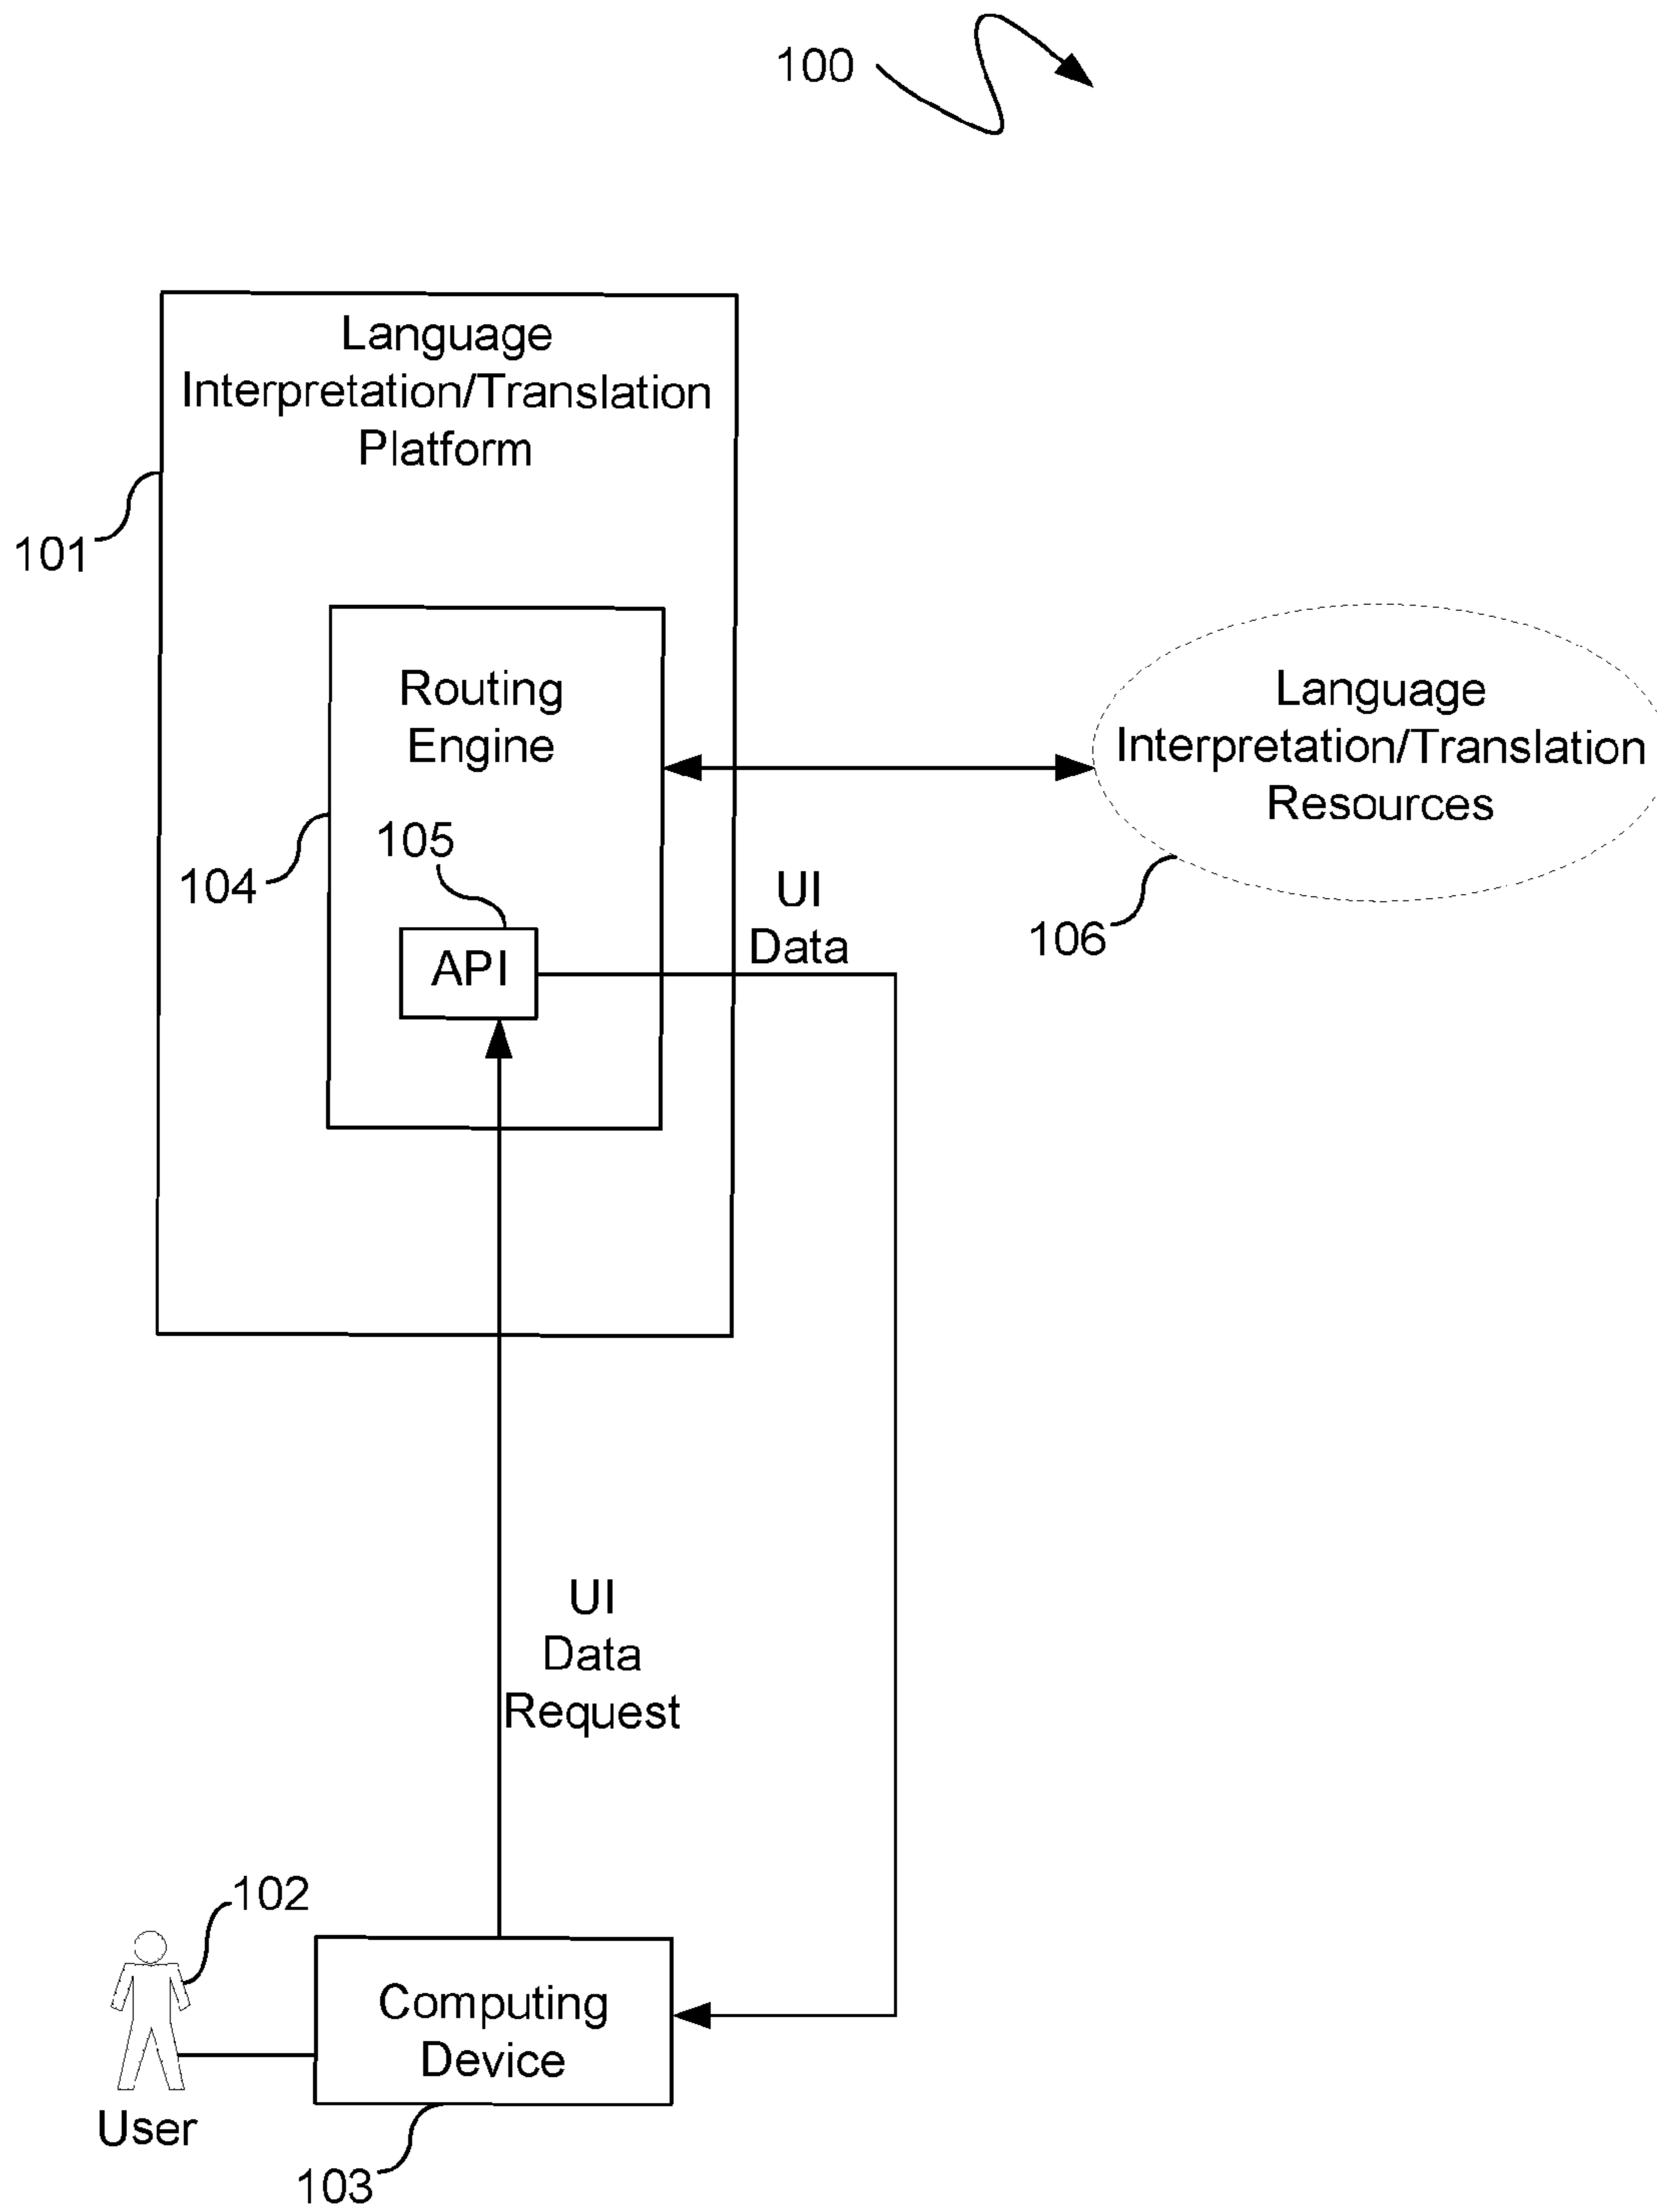 100
Language
Interpretation/Translation
Platform
101
Routing
Engine
Language
Interpretation/Translation
Resources
105
104
UI
Data
106
API
UI
Data
Request
102
Computing
Device
User
103